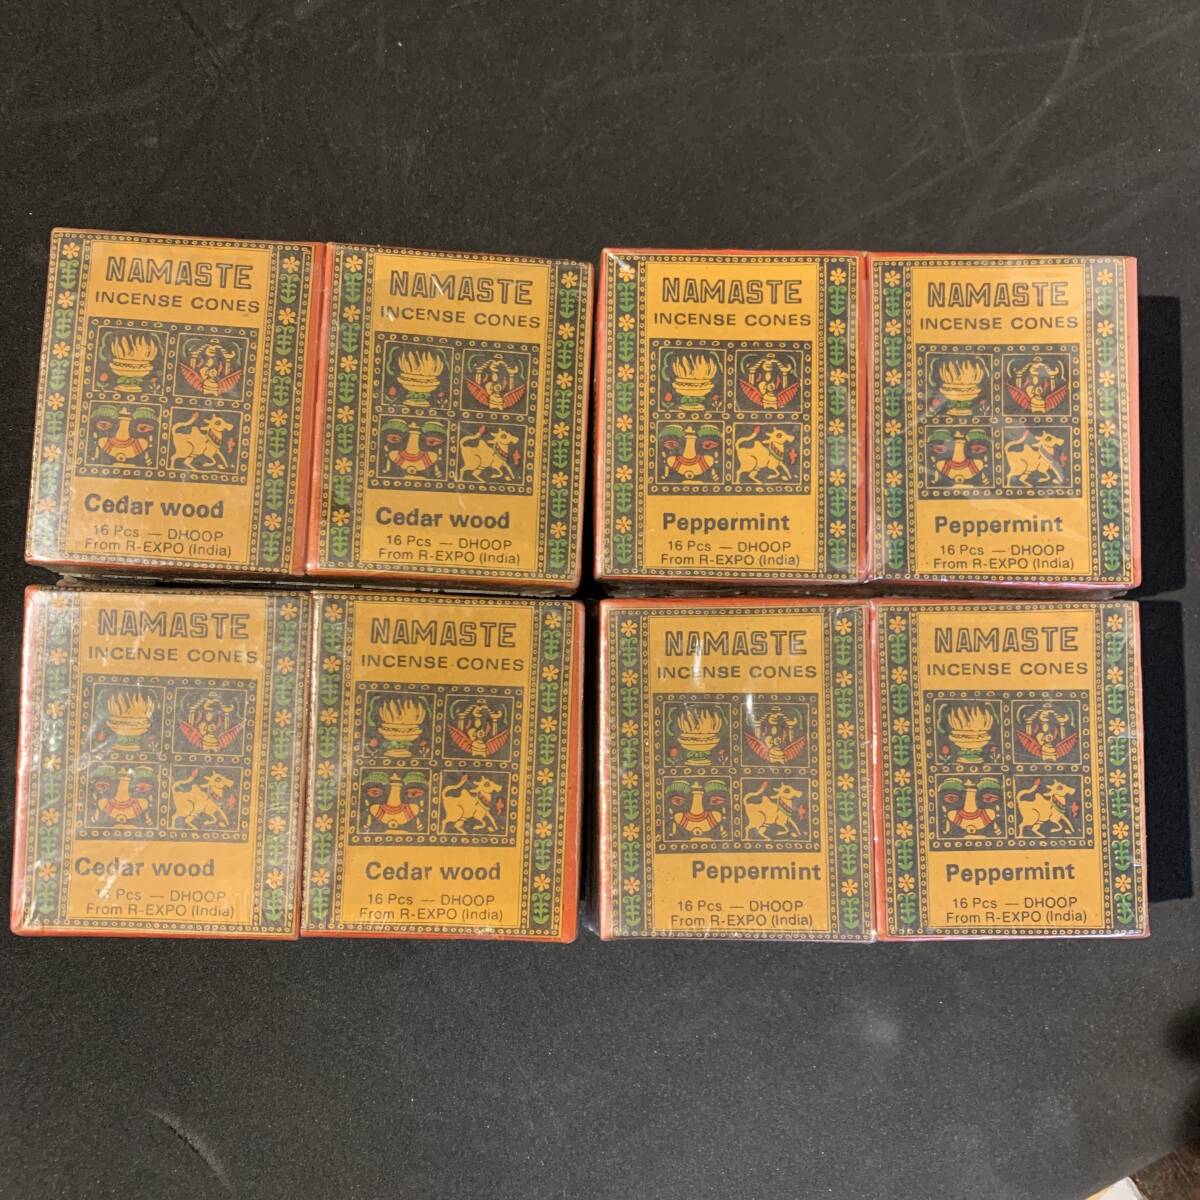 NAMASTE
INCENSE CONES
Cedar wood
16 Pcs — DHOOP
From R-EXPO (India)
NAMASTE
INCENSE CONES
Cedar wood
16 Pcs — DHOOP
From R-EXPO (India)
NAMASTE
INCENSE CONES
Peppermint
16 Pcs — DHOOP
From R-EXPO (India)
NAMASTE
INCENSE CONES
Peppermint
16 Pcs — DHOOP
From R-EXPO (India)
NAMASTE
INCENSE CONES
Cedar wood
16 Pcs — DHOOP
From R-EXPO (India)
NAMASTE
INCENSE CONES
Cedar wood
16 Pcs — DHOOP
From R-EXPO (India)
NAMASTE
INCENSE CONES
Peppermint
16 Pcs — DHOOP
From R-EXPO (India)
NAMASTE
INCENSE CONES
Peppermint
16 Pcs — DHOOP
From R-EXPO (India)